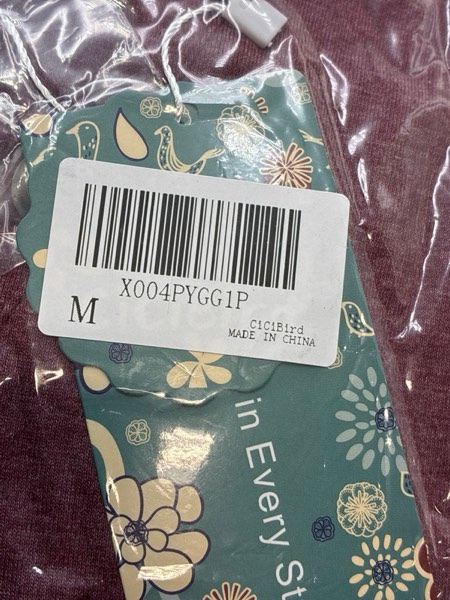 X004PYGG1P
M
CiCiBird
MADE IN CHINA
in Every St